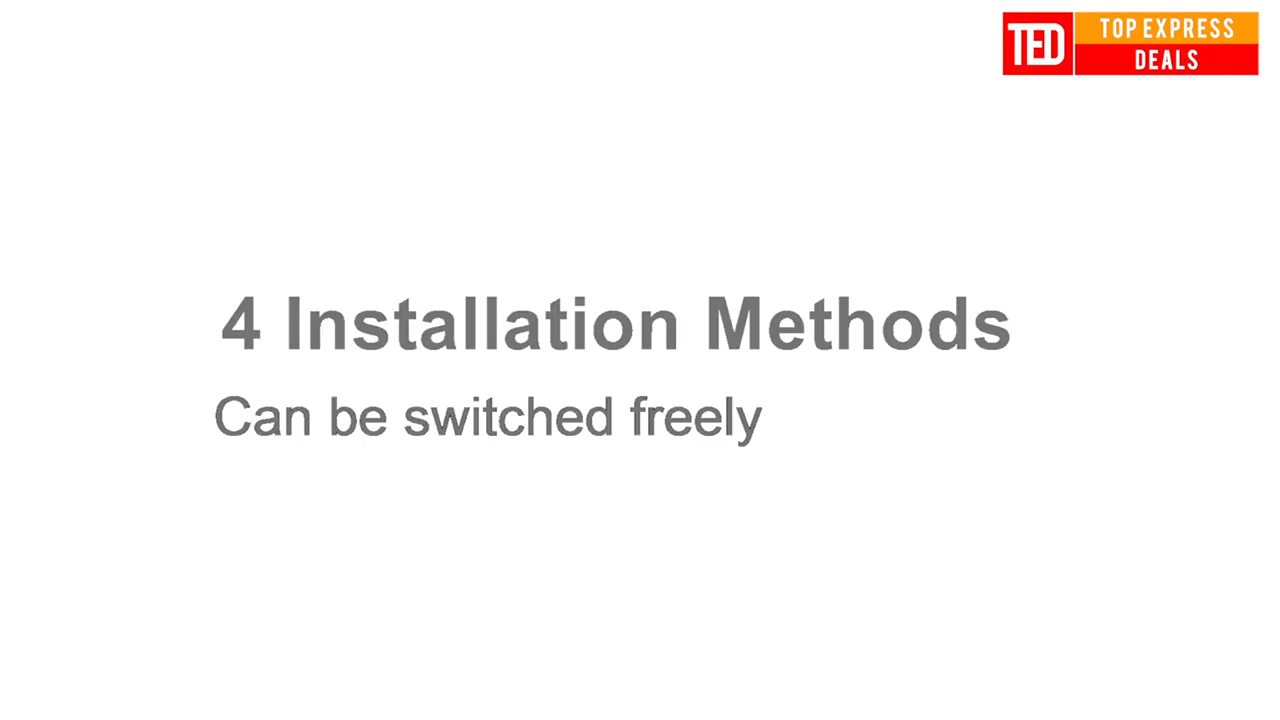 TED TOP EXPRESS
DEALS
4 Installation Methods
Can be switched freely